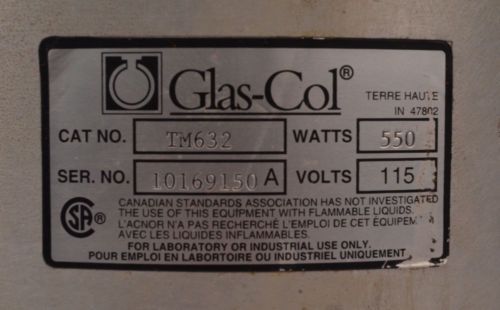 Glas-Col®
TERRE HAUTE
IN 47802
CAT NO. TM632 WATTS 550
SER. NO. 10169150 A VOLTS 115
CANADIAN STANDARDS ASSOCIATION HAS NOT INVESTIGATED
THE USE OF THIS EQUIPMENT WITH FLAMMABLE LIQUIDS.
L'ACNOR N'A PAS RECHERCHÉ L'EMPLOI DE CET ÉQUIPEM
AVEC LES LIQUIDES INFLAMMABLES.
CSA®
FOR LABORATORY OR INDUSTRIAL USE ONLY.
POUR EMPLOI EN LABORTOIRE OU INDUSTRIEL UNIQUEMENT.